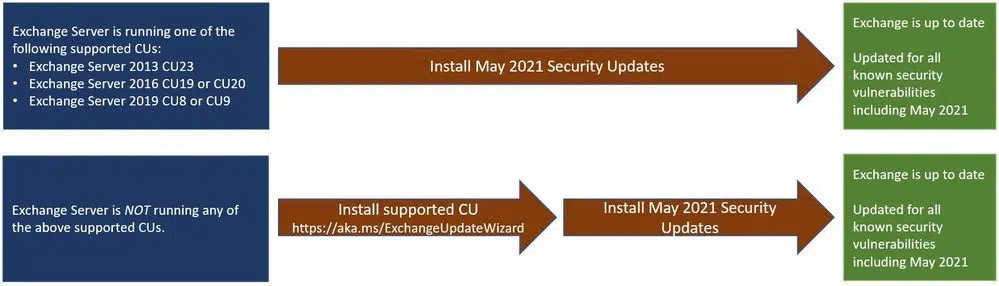 Exchange Server is running one of the
following supported CUs:
• Exchange Server 2013 CU23
• Exchange Server 2016 CU19 or CU20
• Exchange Server 2019 CU8 or CU9
Install May 2021 Security Updates
Exchange is up to date
Updated for all
known security
vulnerabilities
including May 2021
Exchange Server is NOT running any of
the above supported CUs.
Install supported CU
https://aka.ms/ExchangeUpdateWizard
Install May 2021 Security
Updates
Exchange is up to date
Updated for all
known security
vulnerabilities
including May 2021